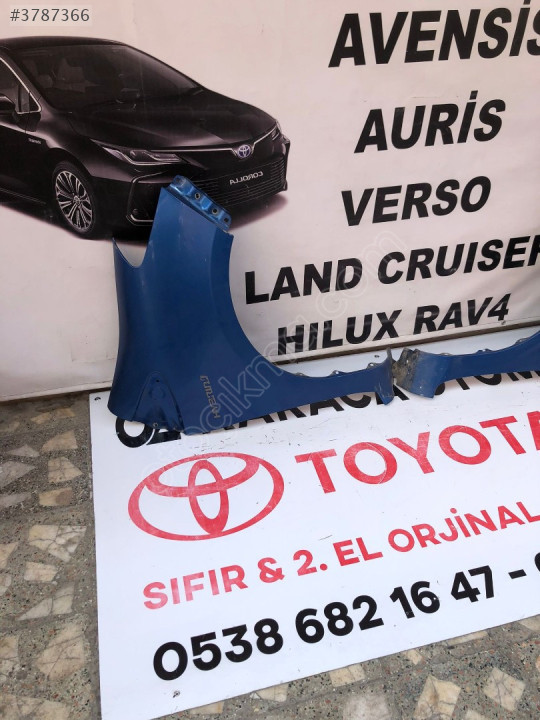 #3787366
AVENSİS
AURİS
VERSO
LAND CRUISER
HILUX RAV4
COROLLA
TOYOTA
SIFIR & 2. EL ORJİNAL
0538 682 16 47 -